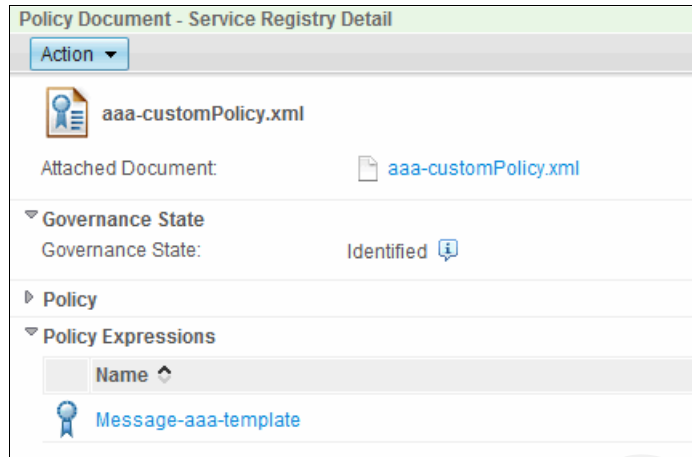 Policy Document - Service Registry Detail
Action
aaa-customPolicy.xml
Attached Document: aaa-customPolicy.xml
Governance State
Governance State: Identified
Policy
Policy Expressions
Name
Message-aaa-template